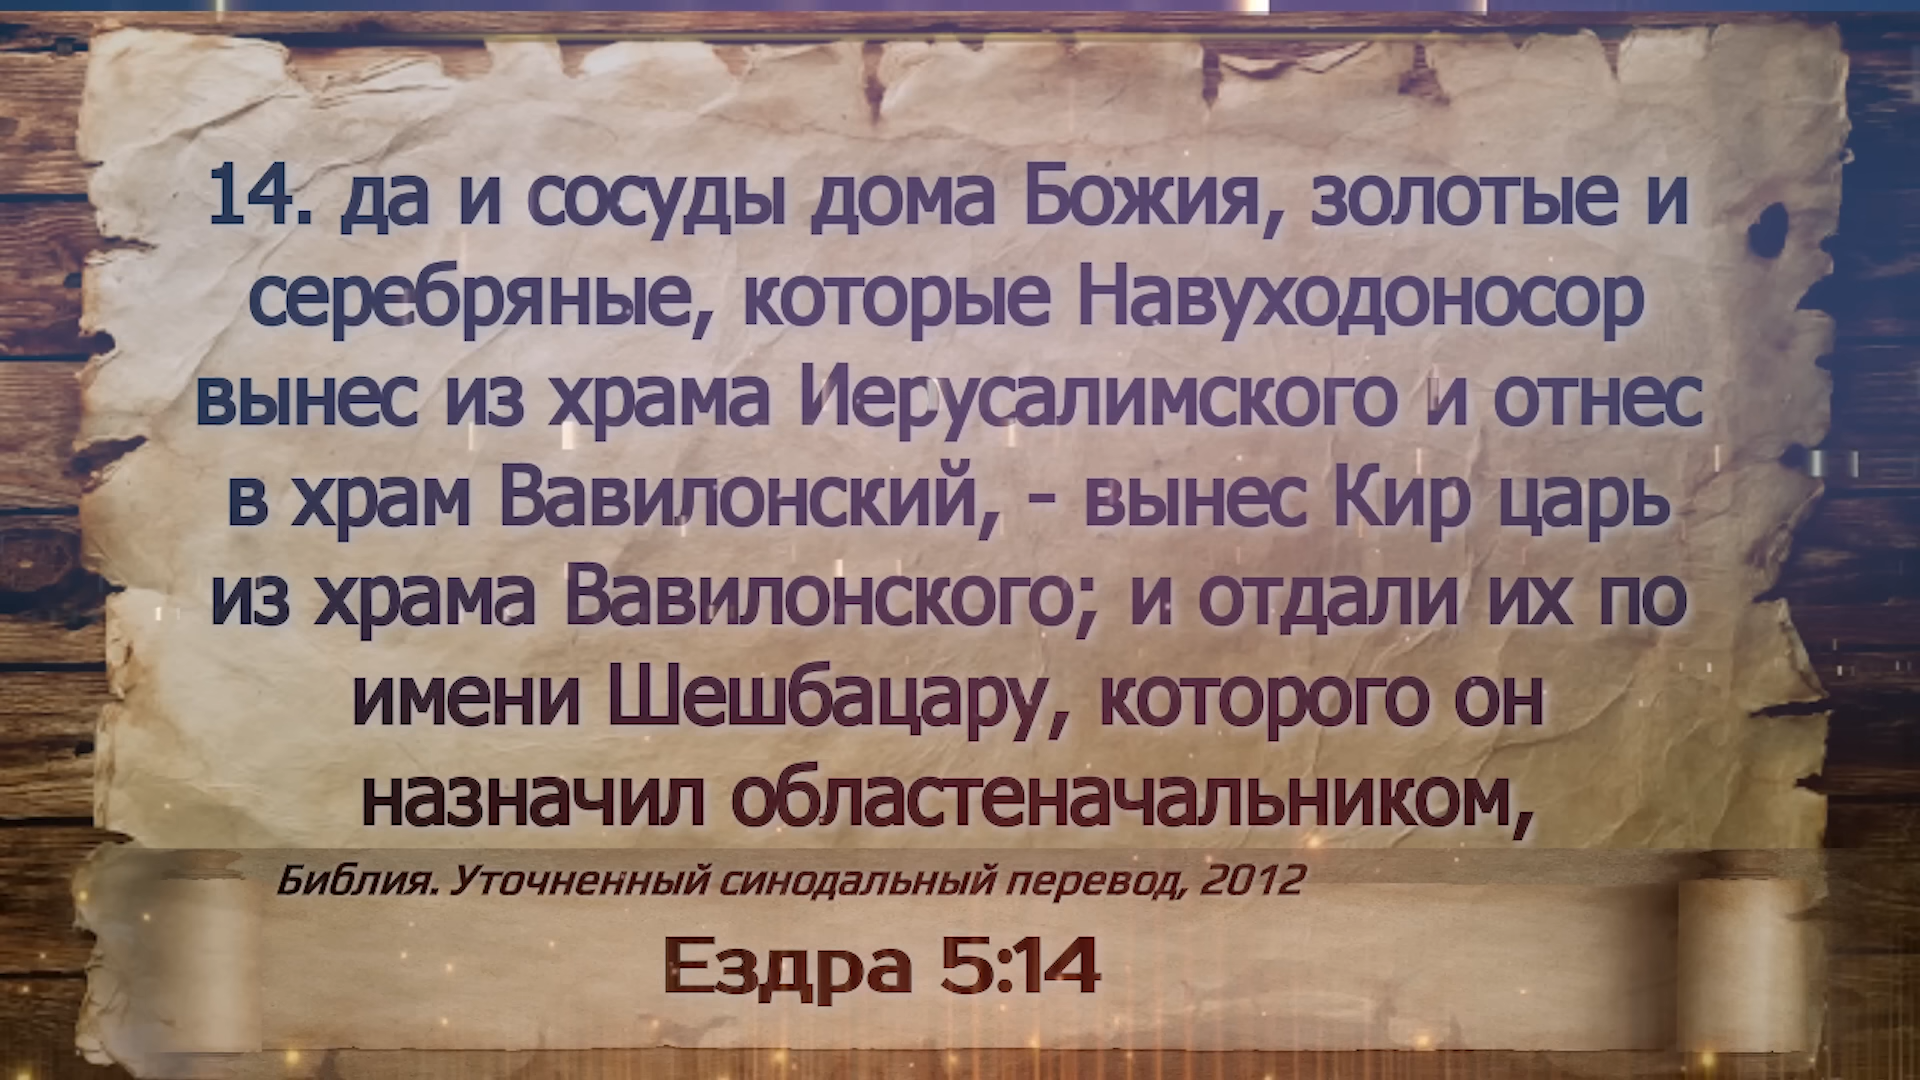 14. да и сосуды дома Божия, золотые и
серебряные, которые Навуходоносор
вынес из храма Иерусалимского и отнес
в храм Вавилонский, - вынес Кир царь
из храма Вавилонского; и отдали их по
имени Шешбацару, которого он
назначил областеначальником,
Библия. Уточненный синодальный перевод, 2012
Ездра 5:14